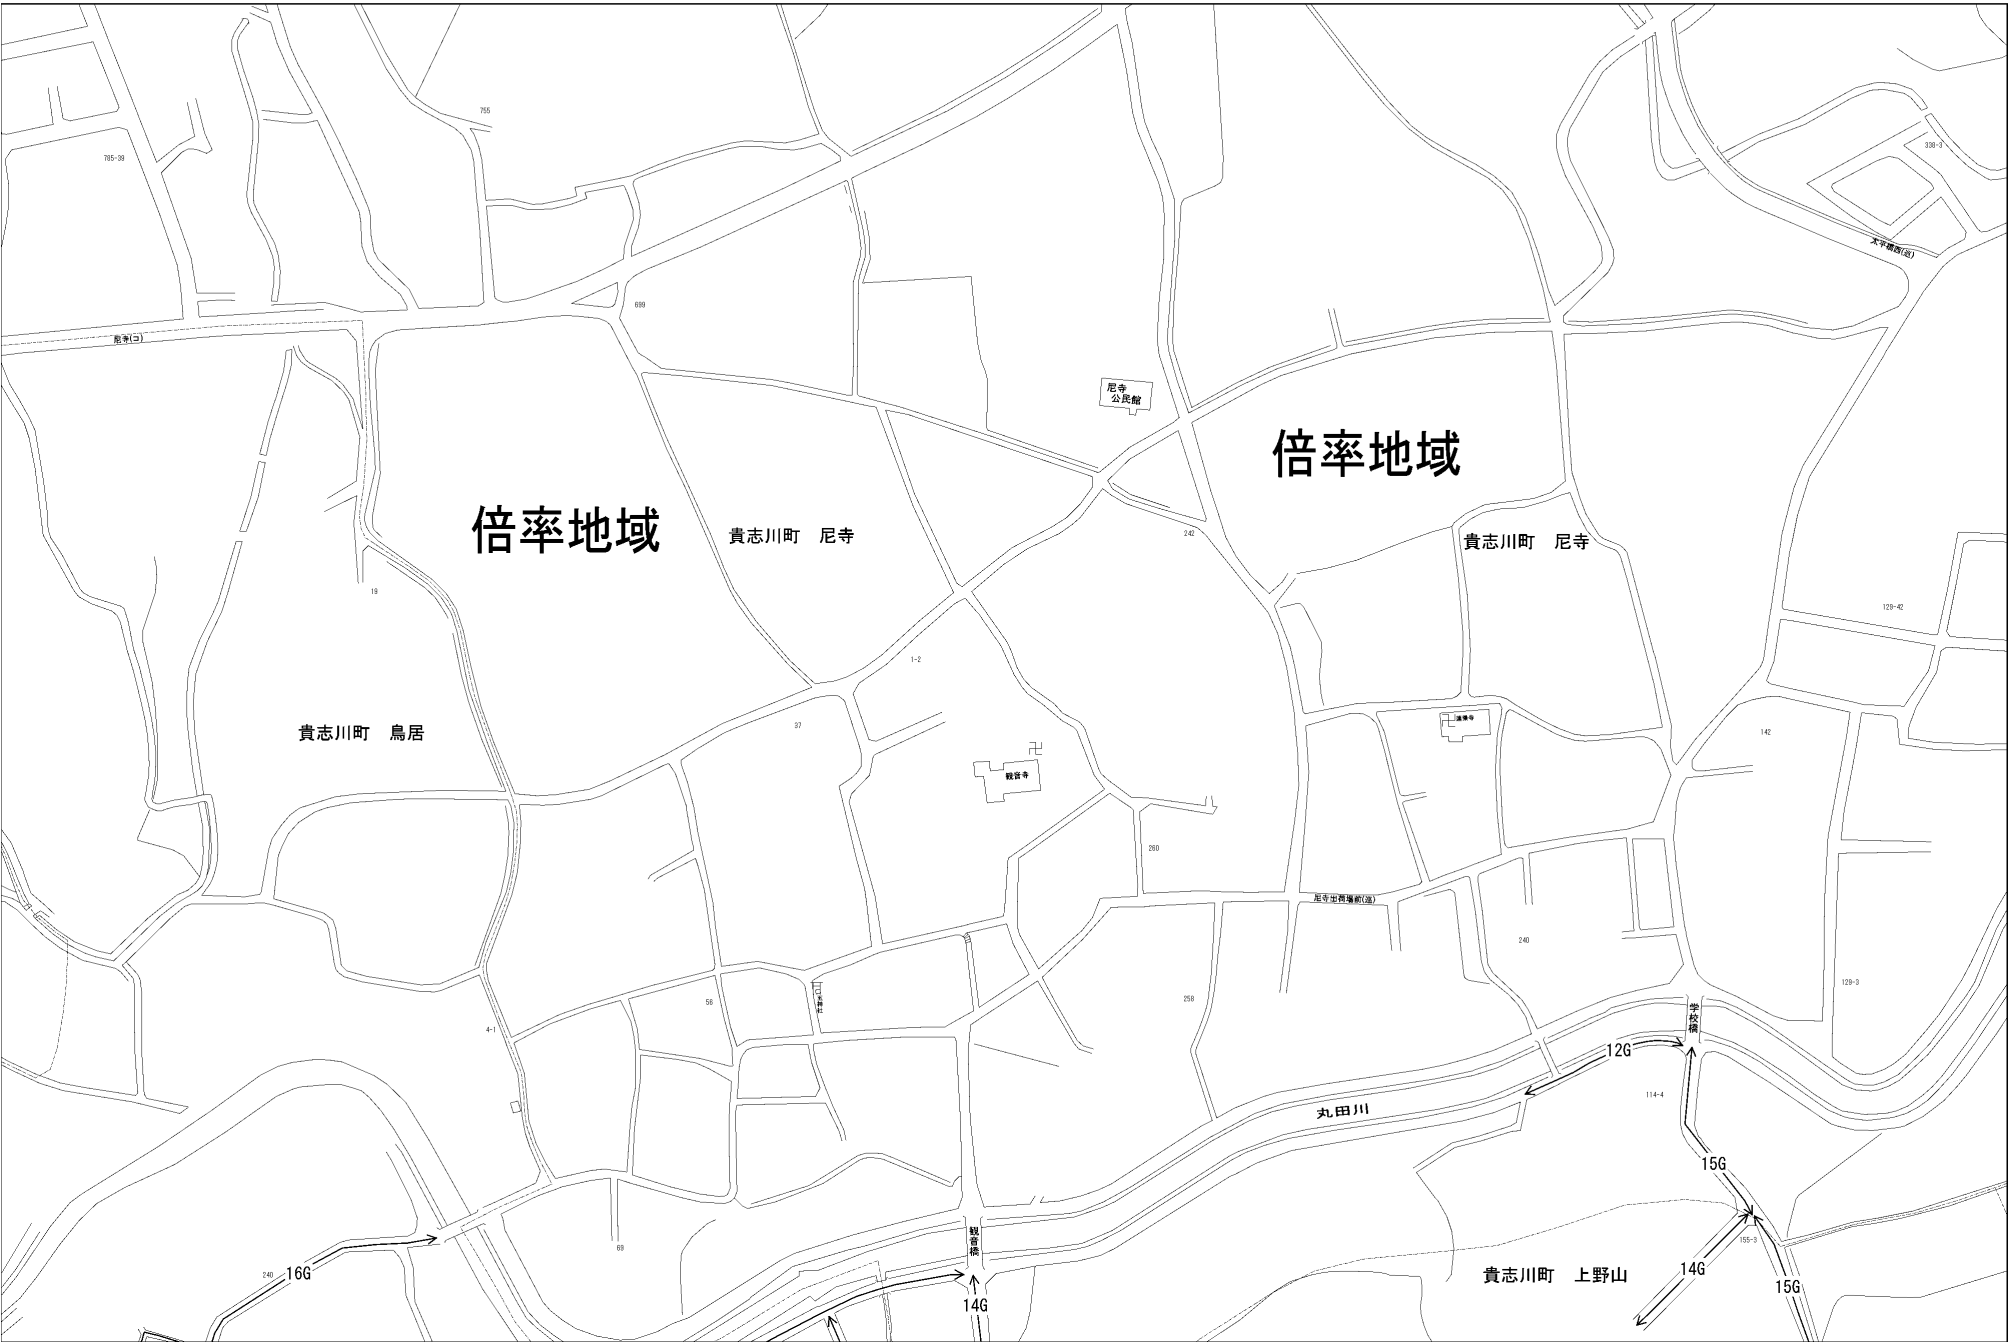 755
785-39
338-3
太平橋西(巡)
699
尼寺(コ)
尼寺
公民館
倍率地域
倍率地域
貴志川町 尼寺
242
貴志川町 尼寺
19
129-42
1-2
37
貴志川町 鳥居
142
観音寺
260
尼寺出荷場前(巡)
240
129-3
56
258
4-1
学校橋
12G
114-4
丸田川
15G
観音橋
69
155-3
240
16G
14G
貴志川町 上野山
15G
14G